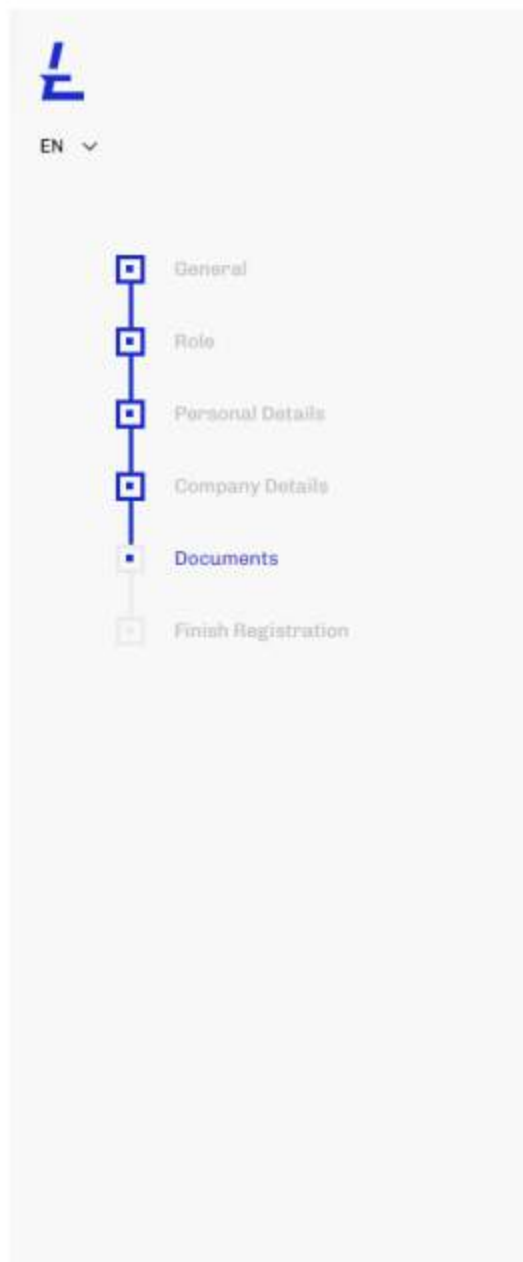 EN
General
Role
Personal Details
Company Details
Documents
Finish Registration